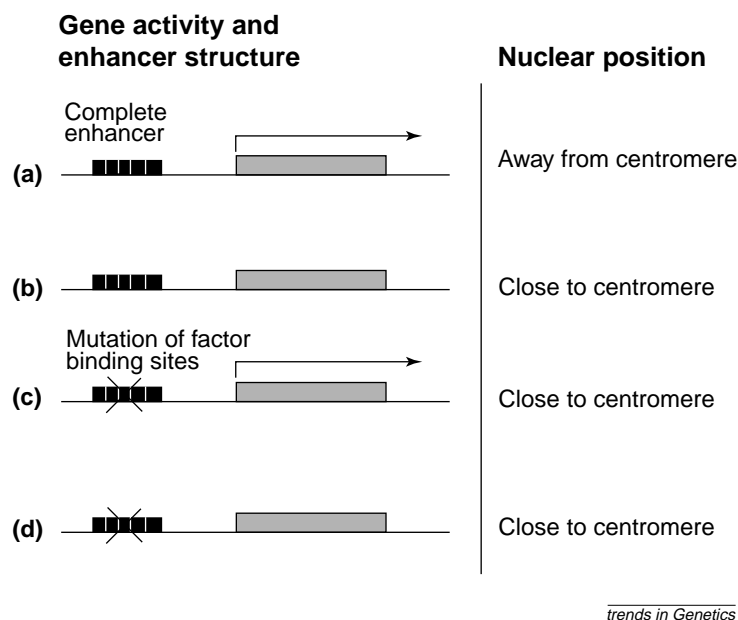 Gene activity and
enhancer structure
Nuclear position
Complete
enhancer
(a)
Away from centromere
(b)
Close to centromere
Mutation of factor
binding sites
(c)
Close to centromere
(d)
Close to centromere
trends in Genetics